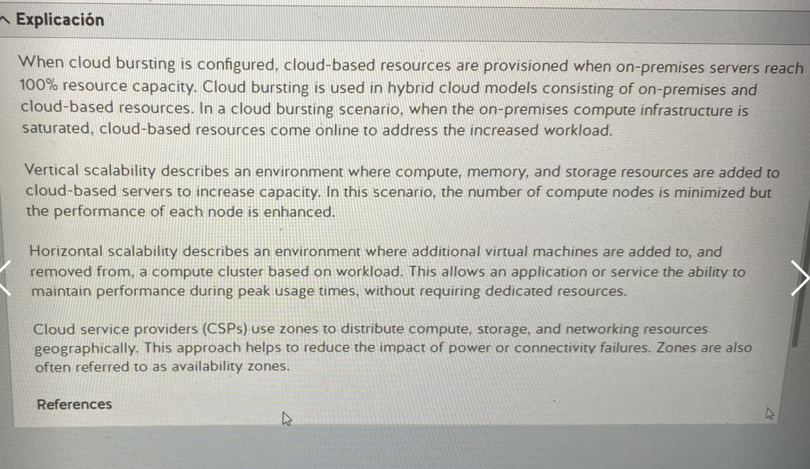 Explicación
When cloud bursting is configured, cloud-based resources are provisioned when on-premises servers reach
100% resource capacity. Cloud bursting is used in hybrid cloud models consisting of on-premises and
cloud-based resources. In a cloud bursting scenario, when the on-premises compute infrastructure is
saturated, cloud-based resources come online to address the increased workload.
Vertical scalability describes an environment where compute, memory, and storage resources are added to
cloud-based servers to increase capacity. In this scenario, the number of compute nodes is minimized but
the performance of each node is enhanced.
Horizontal scalability describes an environment where additional virtual machines are added to, and
removed from, a compute cluster based on workload. This allows an application or service the ability to
maintain performance during peak usage times, without requiring dedicated resources.
Cloud service providers (CSPs) use zones to distribute compute, storage, and networking resources
geographically. This approach helps to reduce the impact of power or connectivity failures. Zones are also
often referred to as availability zones.
References